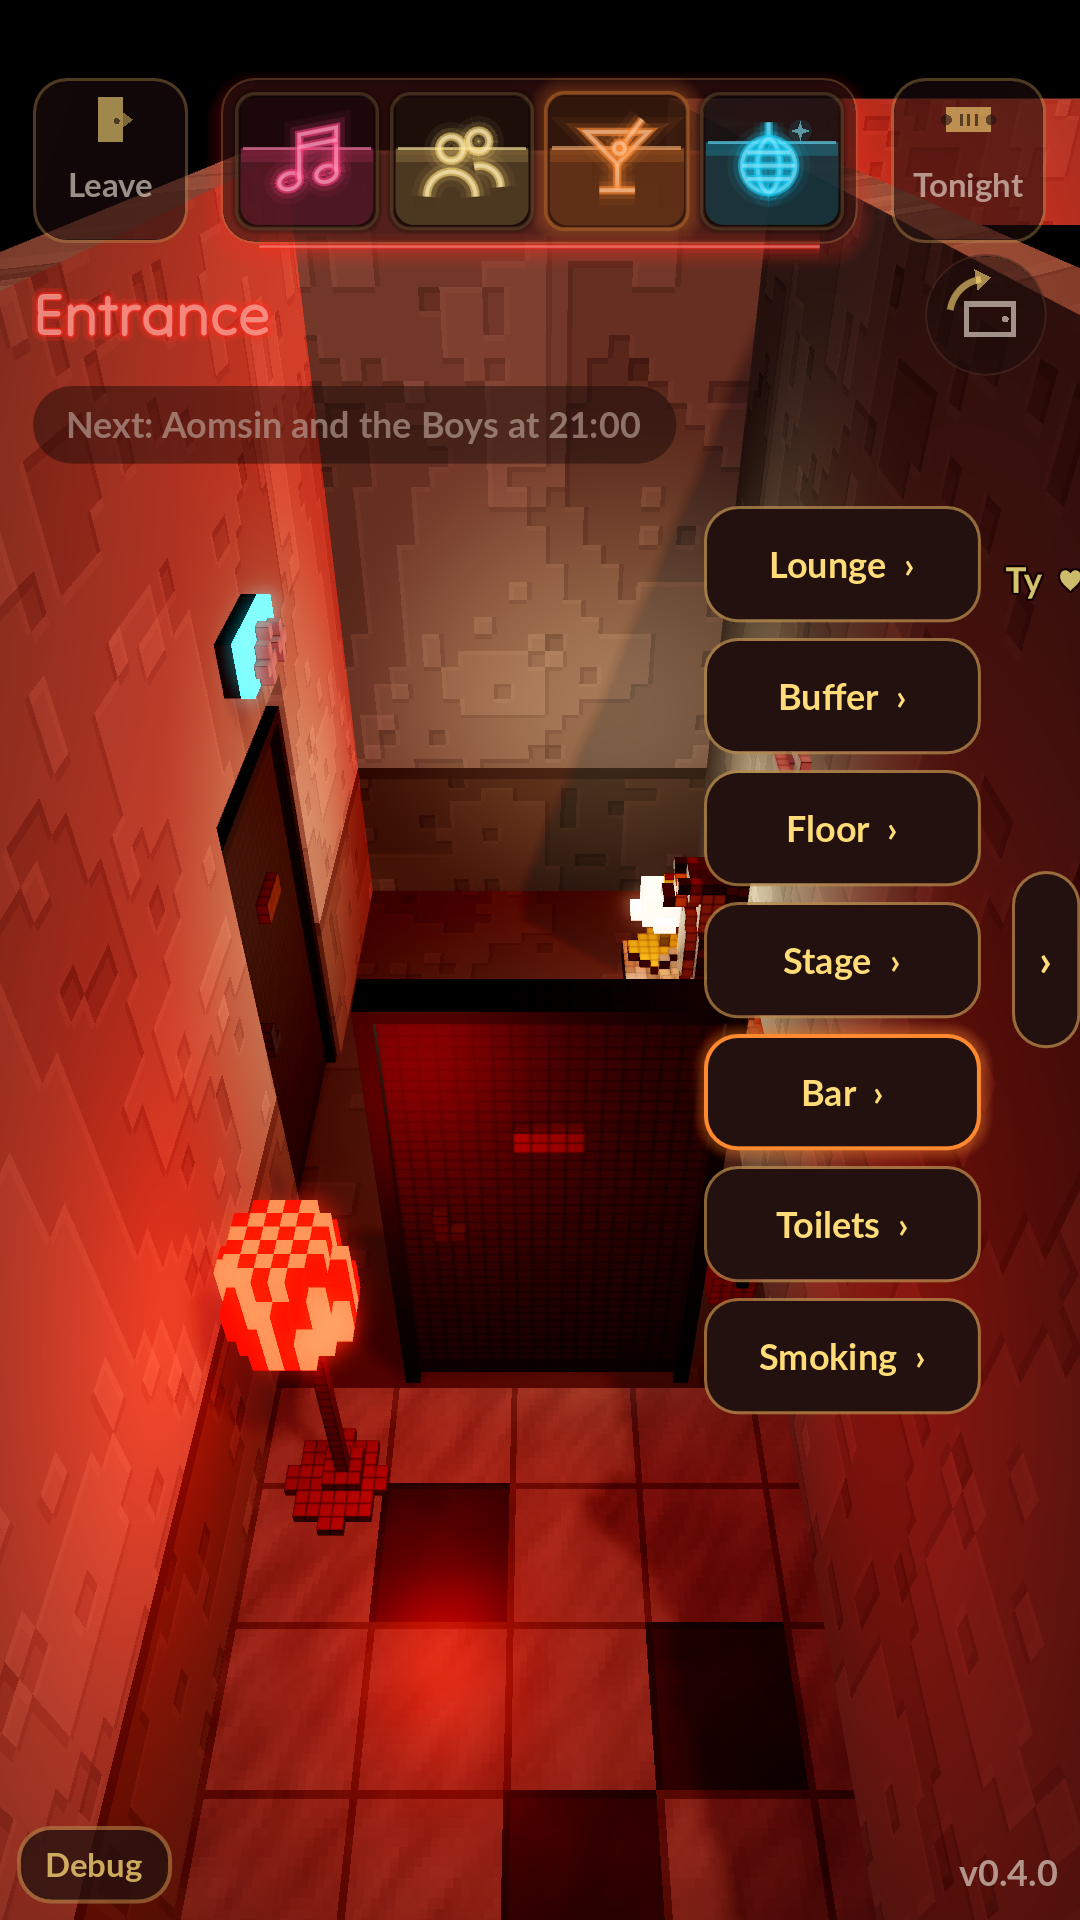 Leave
Tonight
Entrance
Next: Aomsin and the Boys at 21:00
Lounge ›
Ty
Buffer ›
Floor ›
Stage ›
›
Bar ›
Toilets ›
Smoking ›
Debug
v0.4.0